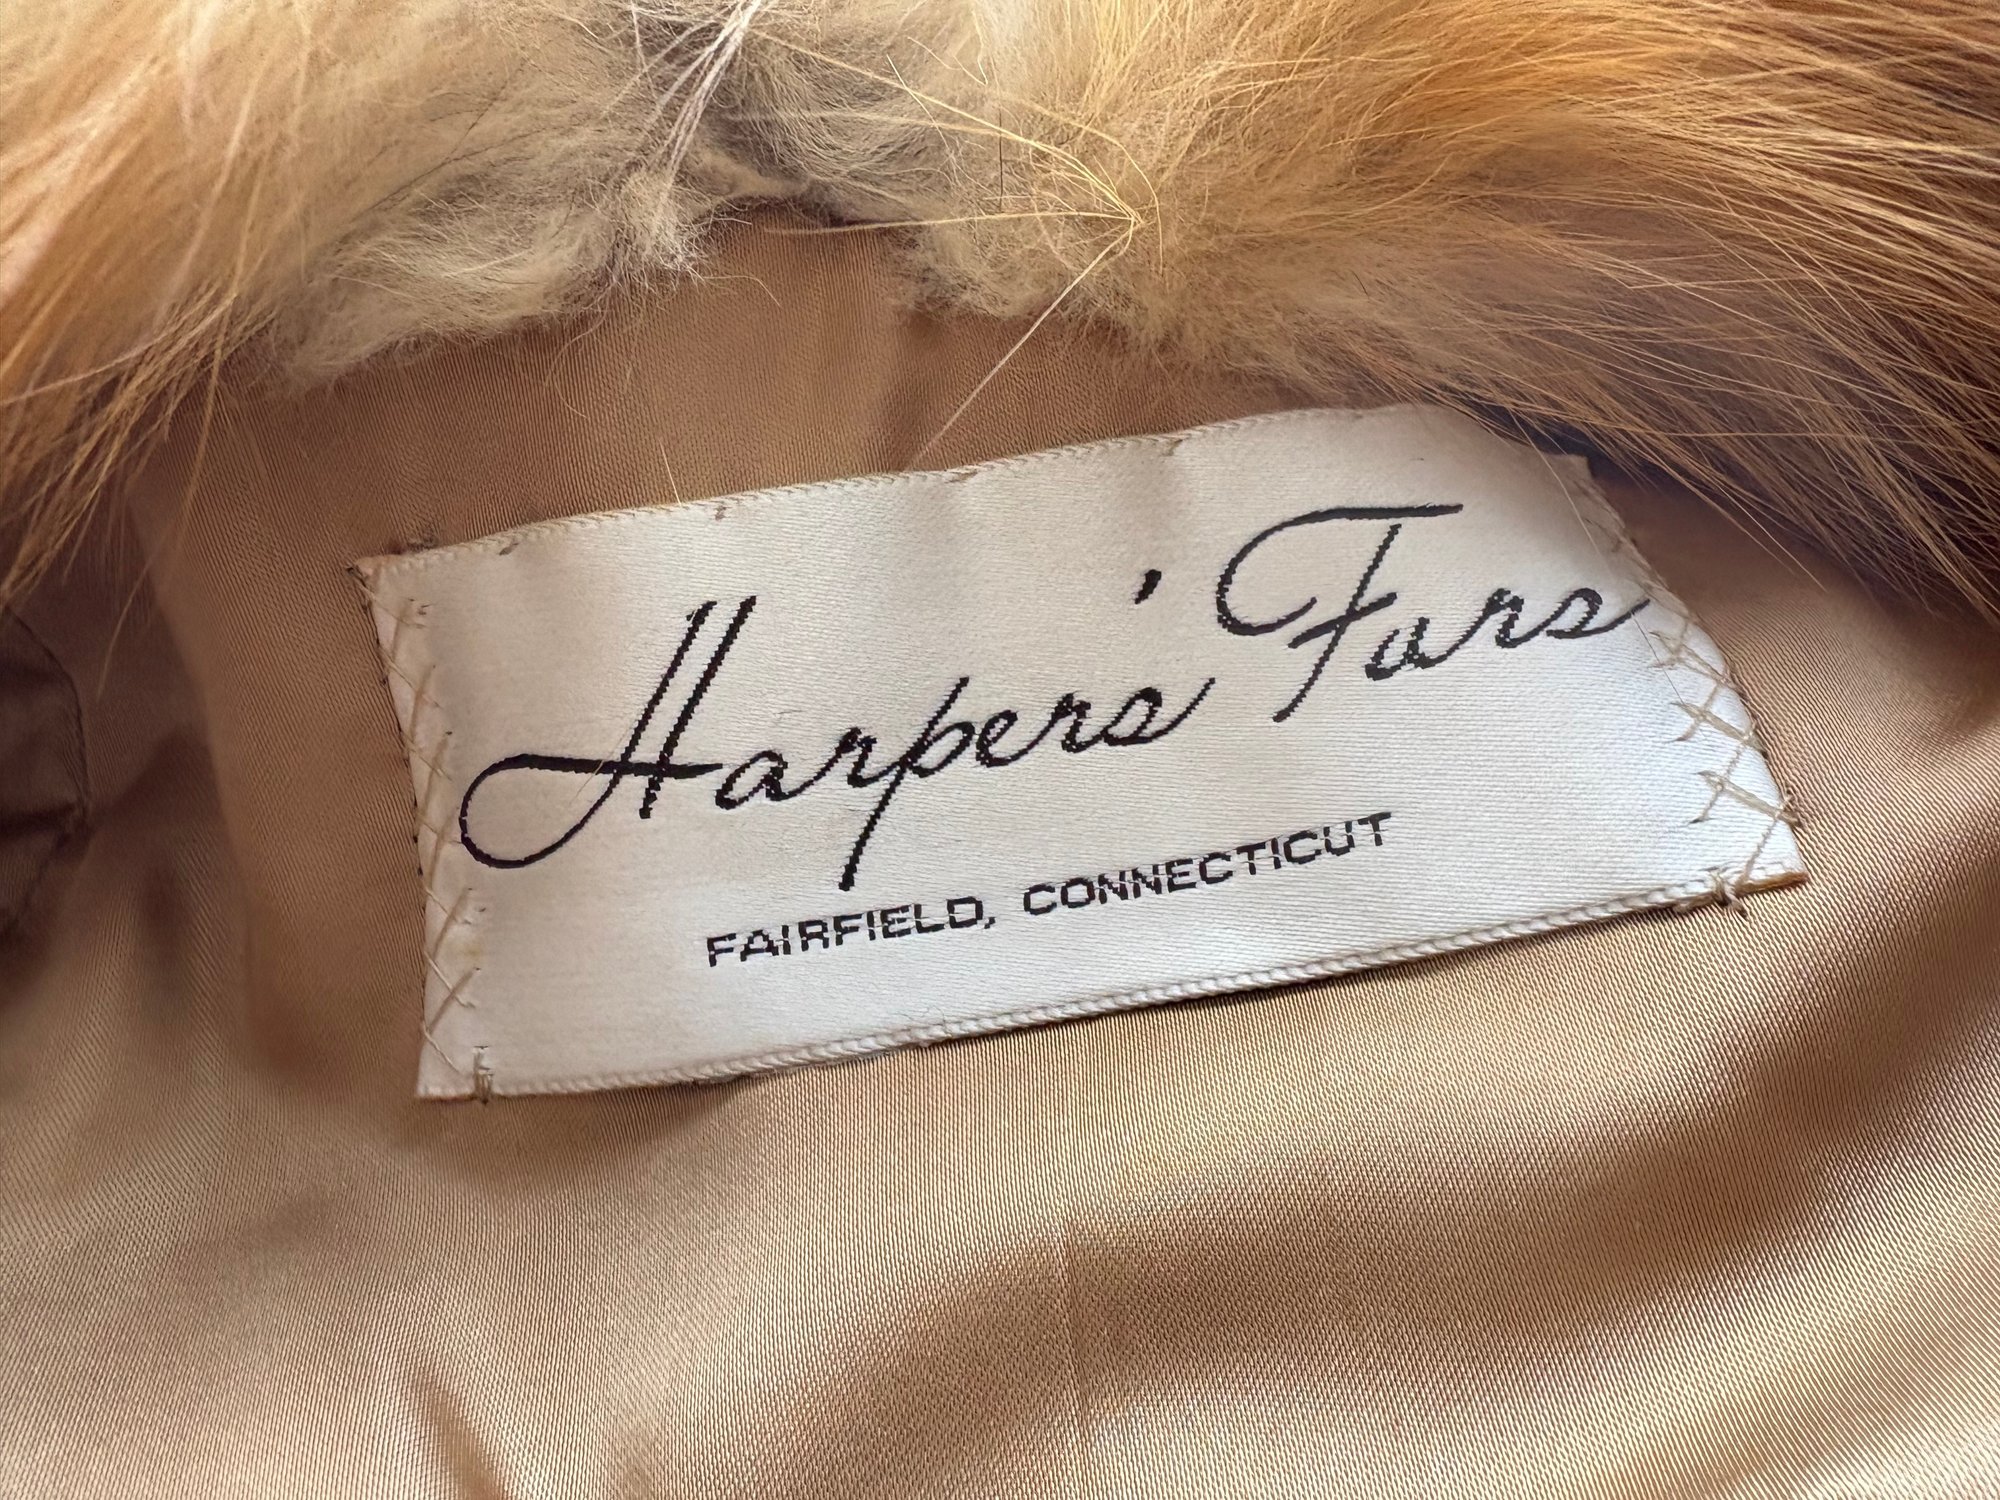 Harpers' Furs
FAIRFIELD, CONNECTICUT